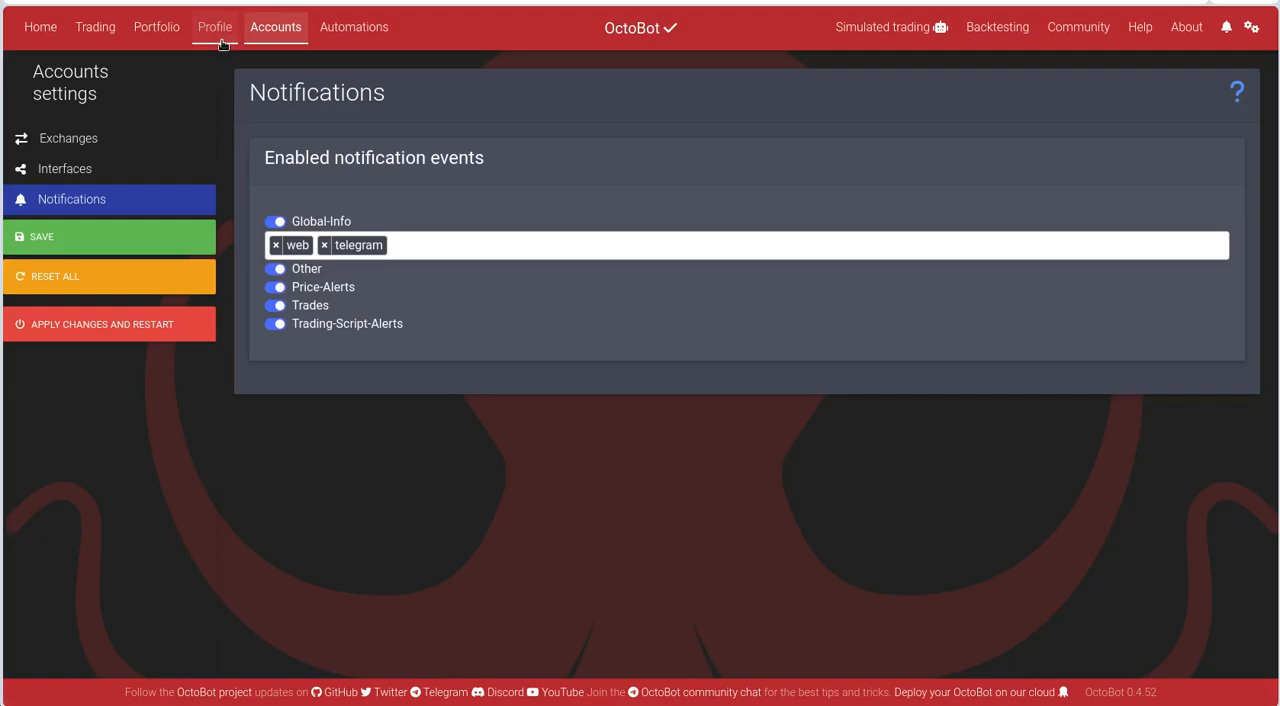 Home Trading Portfolio Profile Accounts Automations OctoBot Simulated trading Backtesting Community Help About
Accounts
settings
Exchanges
Interfaces
Notifications
SAVE
RESET ALL
APPLY CHANGES AND RESTART
Notifications ?
Enabled notification events
Global-Info
× web × telegram
Other
Price-Alerts
Trades
Trading-Script-Alerts
Follow the OctoBot project updates on GitHub Twitter Telegram Discord YouTube Join the OctoBot community chat for the best tips and tricks. Deploy your OctoBot on our cloud OctoBot 0.4.52